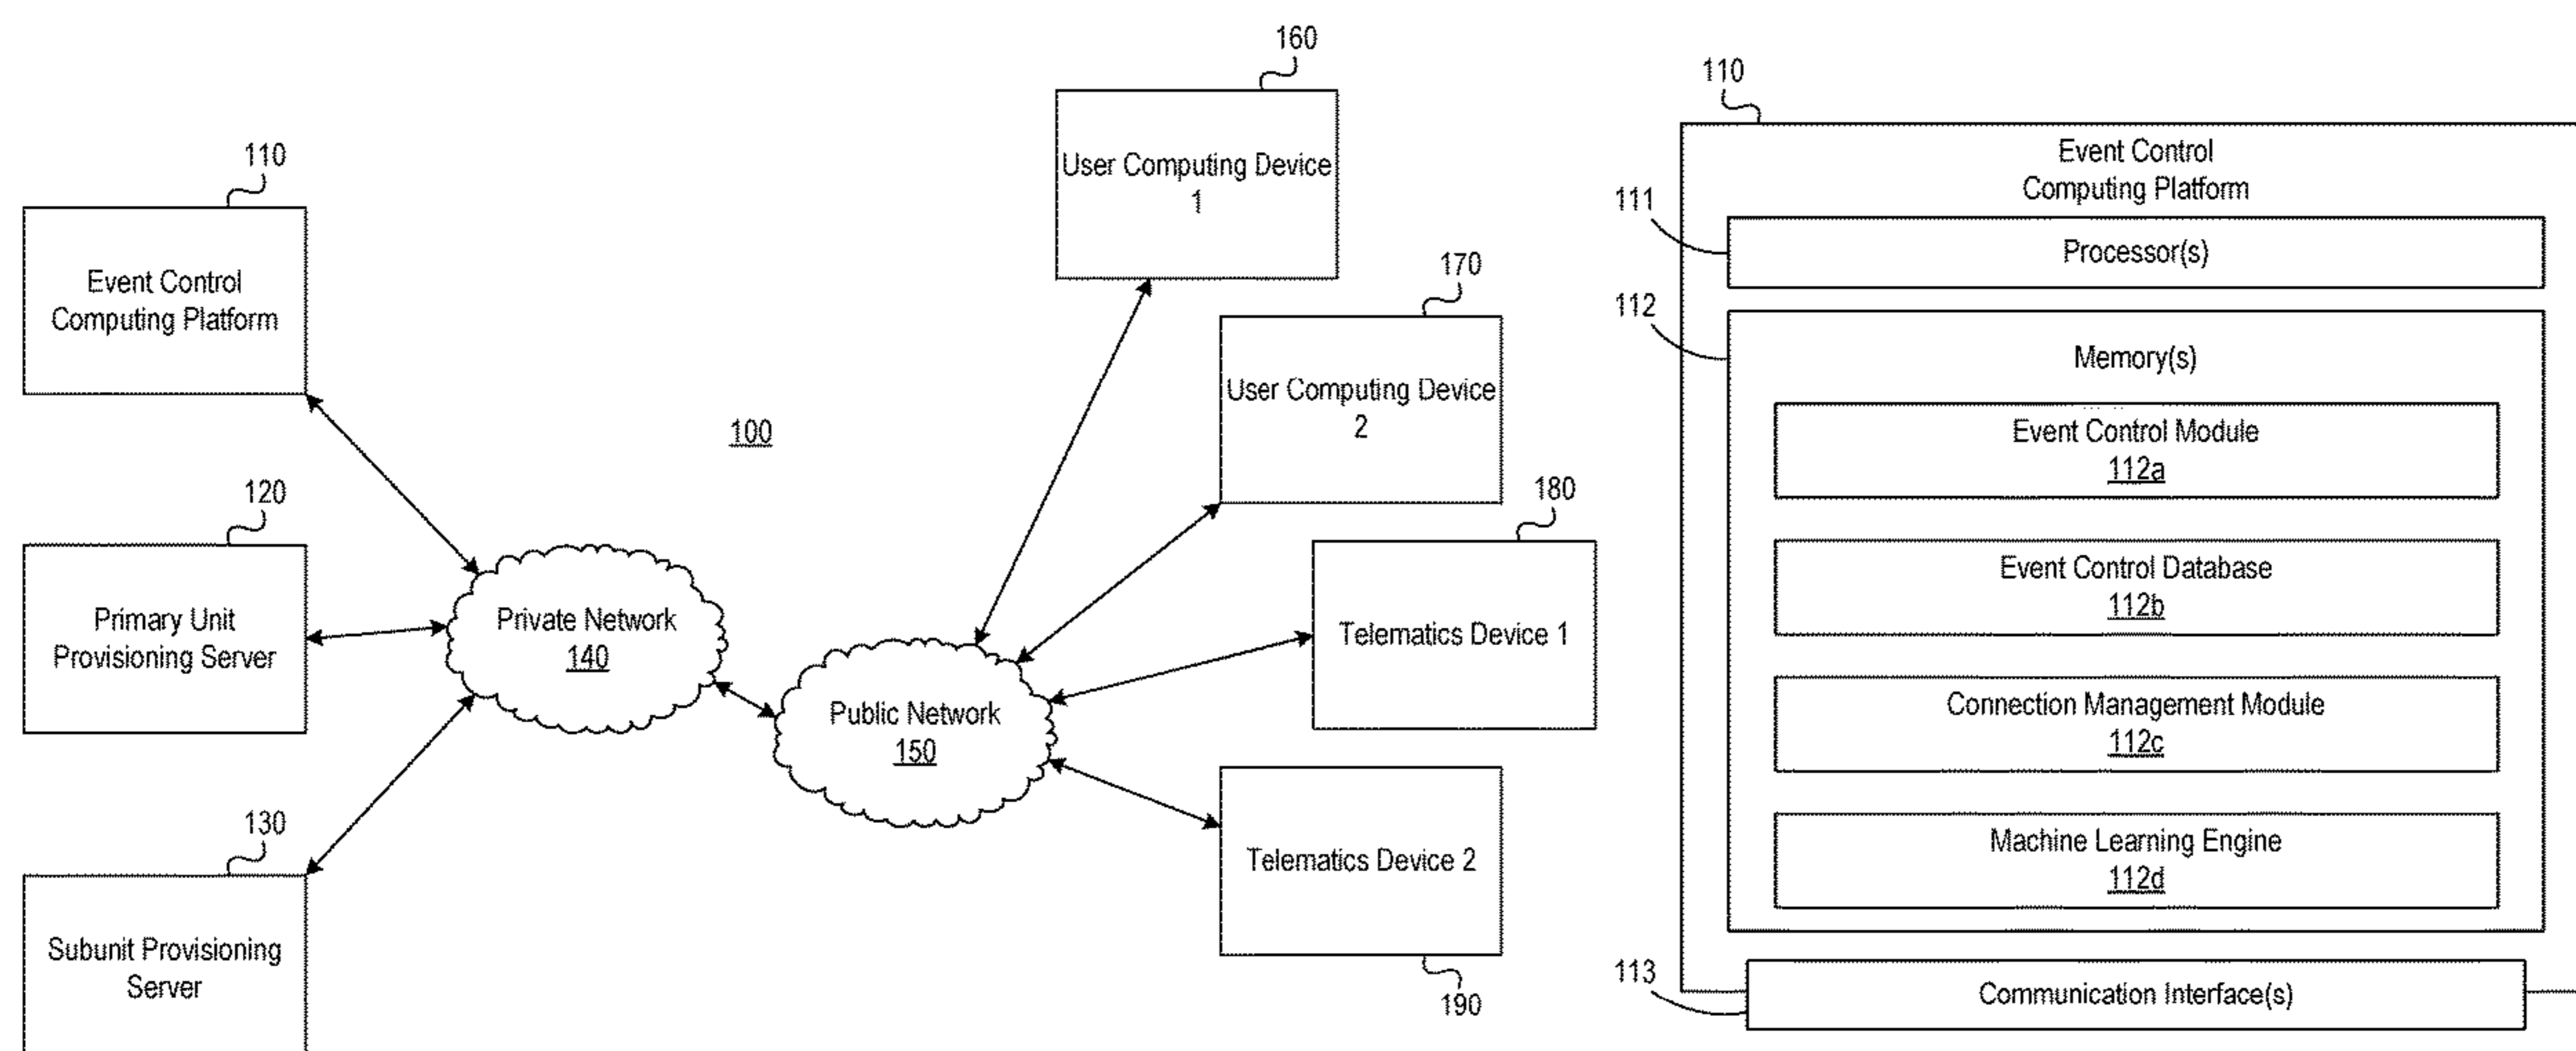 160
110
User Computing Device
1
170
Event Control
Computing Platform
User Computing Device
2
100
120
180
Primary Unit
Provisioning Server
Private Network
140
Telematics Device 1
Public Network
150
130
Telematics Device 2
Subunit Provisioning
Server
190
110
Event Control
Computing Platform
111
Processor(s)
112
Memory(s)
Event Control Module
112a
Event Control Database
112b
Connection Management Module
112c
Machine Learning Engine
112d
113
Communication Interface(s)